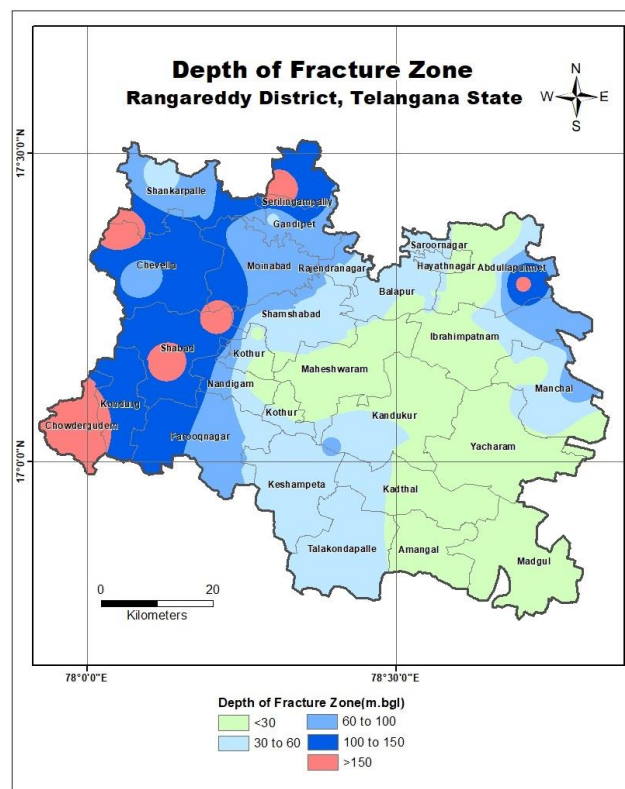 Depth of Fracture Zone
Rangareddy District, Telangana State
N
W E
S
17°30'0"N
17°0'0"N
Shankarpalle
Serilingampally
Gandipet
Chevella
Moinabad
Rajendranagar
Saroornagar
Hayathnagar
Abdullapurmet
Balapur
Shamshabad
Ibrahimpatnam
Shabad
Kothur
Maheshwaram
Nandigam
Manchal
Kondurg
Kothur
Kandukur
Chowdergudem
Farooqnagar
Yacharam
Keshampeta
Kadthal
Talakondapalle
Amangal
Madgul
0 20
Kilometers
78°0'0"E
78°30'0"E
Depth of Fracture Zone(m.bgl)
<30
60 to 100
30 to 60
100 to 150
>150